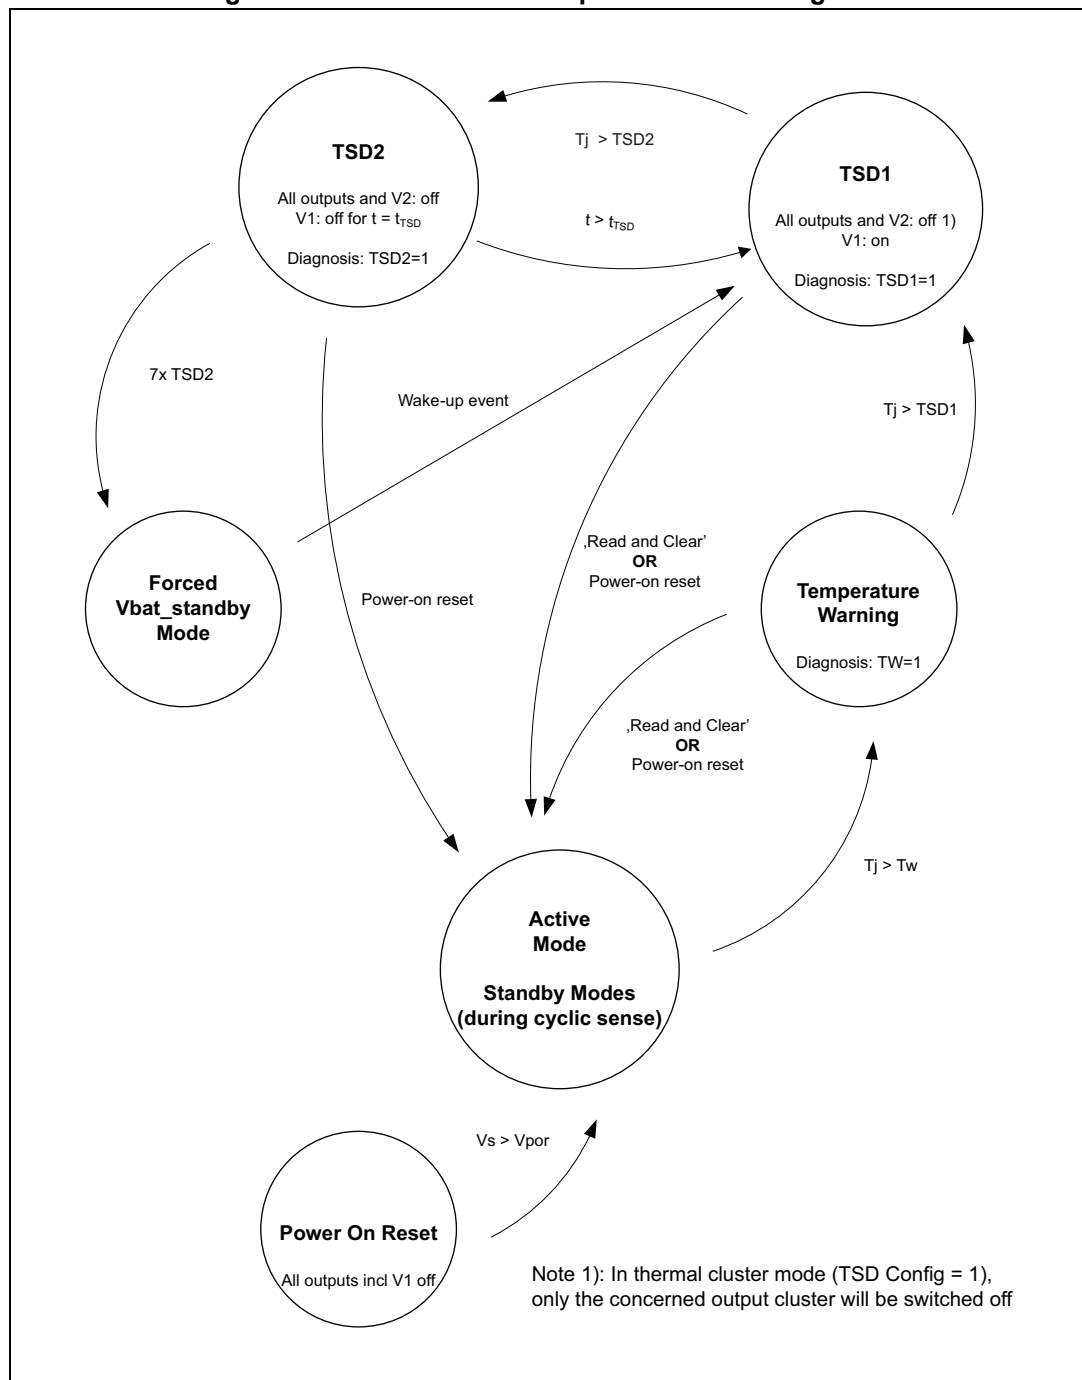 TSD2
All outputs and V2: off
V1: off for t = tTSD
Diagnosis: TSD2=1
Tj > TSD2
t > tTSD
TSD1
All outputs and V2: off 1)
V1: on
Diagnosis: TSD1=1
7x TSD2
Wake-up event
Tj > TSD1
Forced
Vbat_standby
Mode
Power-on reset
‚Read and Clear’
OR
Power-on reset
Temperature
Warning
Diagnosis: TW=1
‚Read and Clear’
OR
Power-on reset
Tj > Tw
Active
Mode
Standby Modes
(during cyclic sense)
Vs > Vpor
Power On Reset
All outputs incl V1 off
Note 1): In thermal cluster mode (TSD Config = 1),
only the concerned output cluster will be switched off